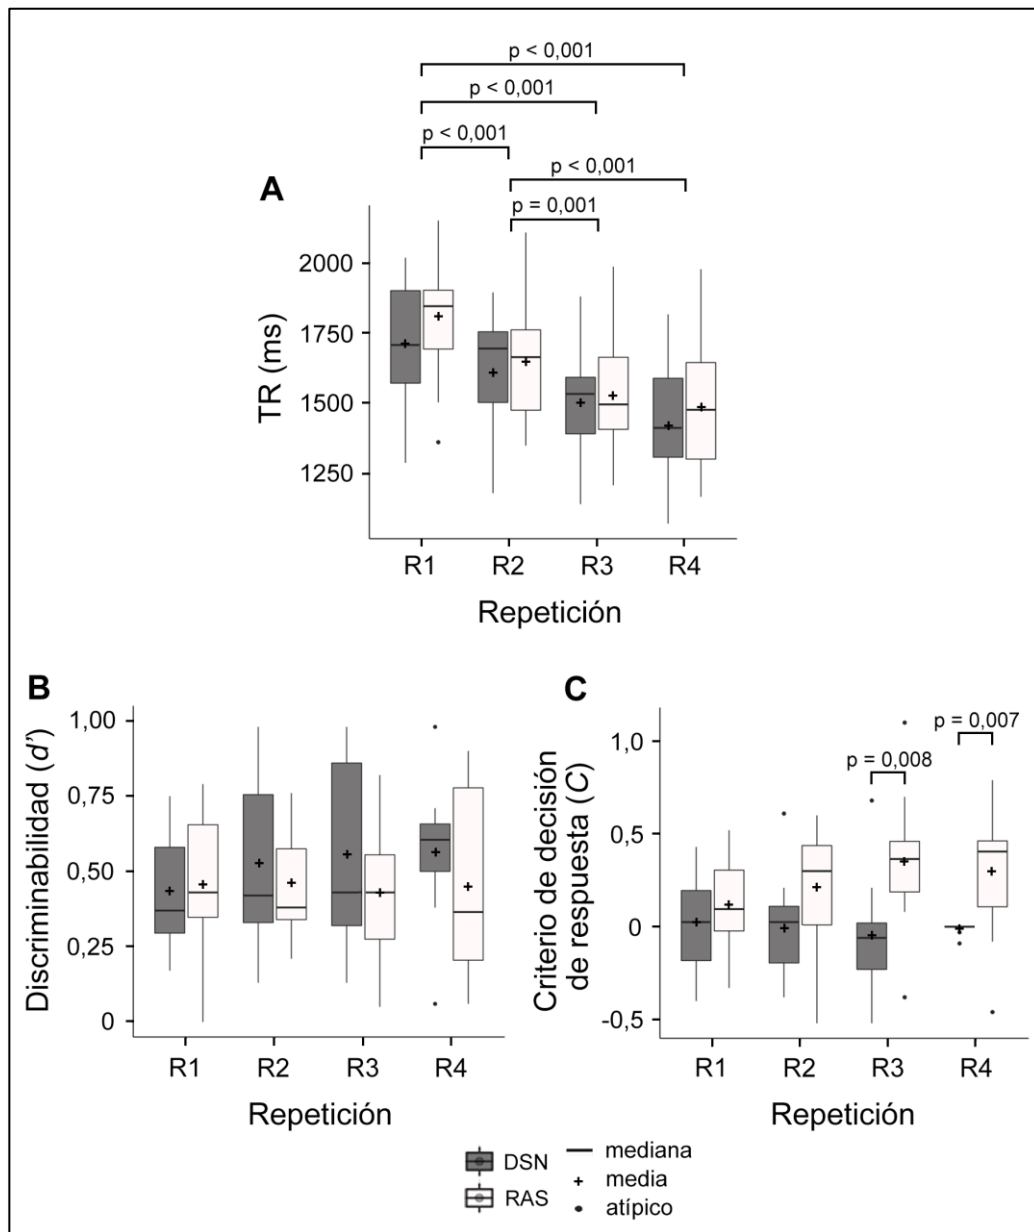 p < 0,001
p < 0,001
p < 0,001
p < 0,001
p = 0,001
A
2000
1750
1500
1250
TR (ms)
R1 R2 R3 R4
Repetición
B
1,00
0,75
0,50
0,25
0
Discriminabilidad (d')
R1 R2 R3 R4
Repetición
C
p = 0,007
p = 0,008
1,0
0,5
0
-0,5
Criterio de decisión
de respuesta (C)
R1 R2 R3 R4
Repetición
DSN
RAS
mediana
media
atípico